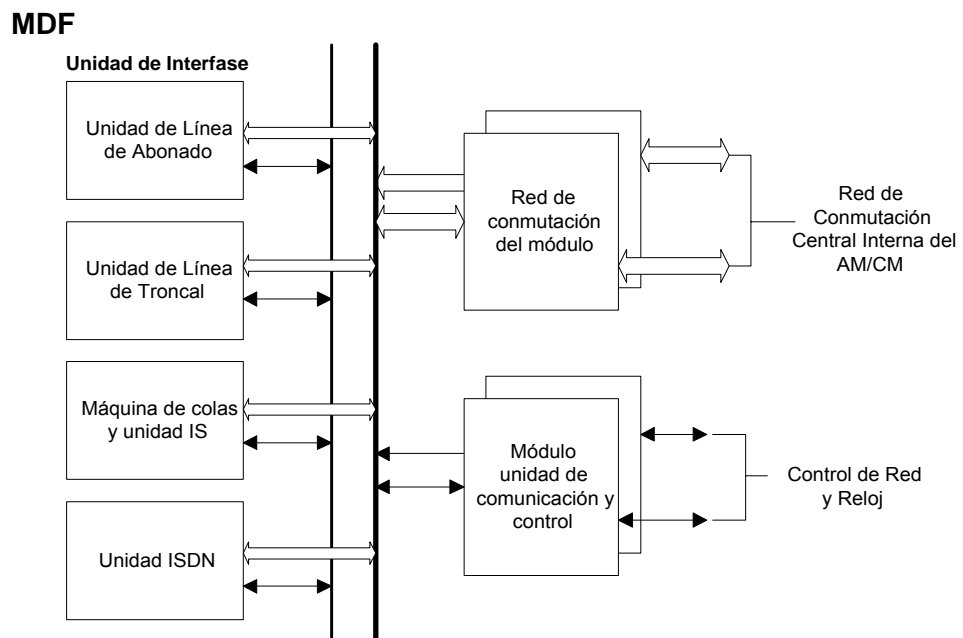 MDF
Unidad de Interfase
Unidad de Línea
de Abonado
Unidad de Línea
de Troncal
Máquina de colas
y unidad IS
Unidad ISDN
Red de
conmutación
del módulo
Red de
Conmutación
Central Interna del
AM/CM
Módulo
unidad de
comunicación y
control
Control de Red
y Reloj